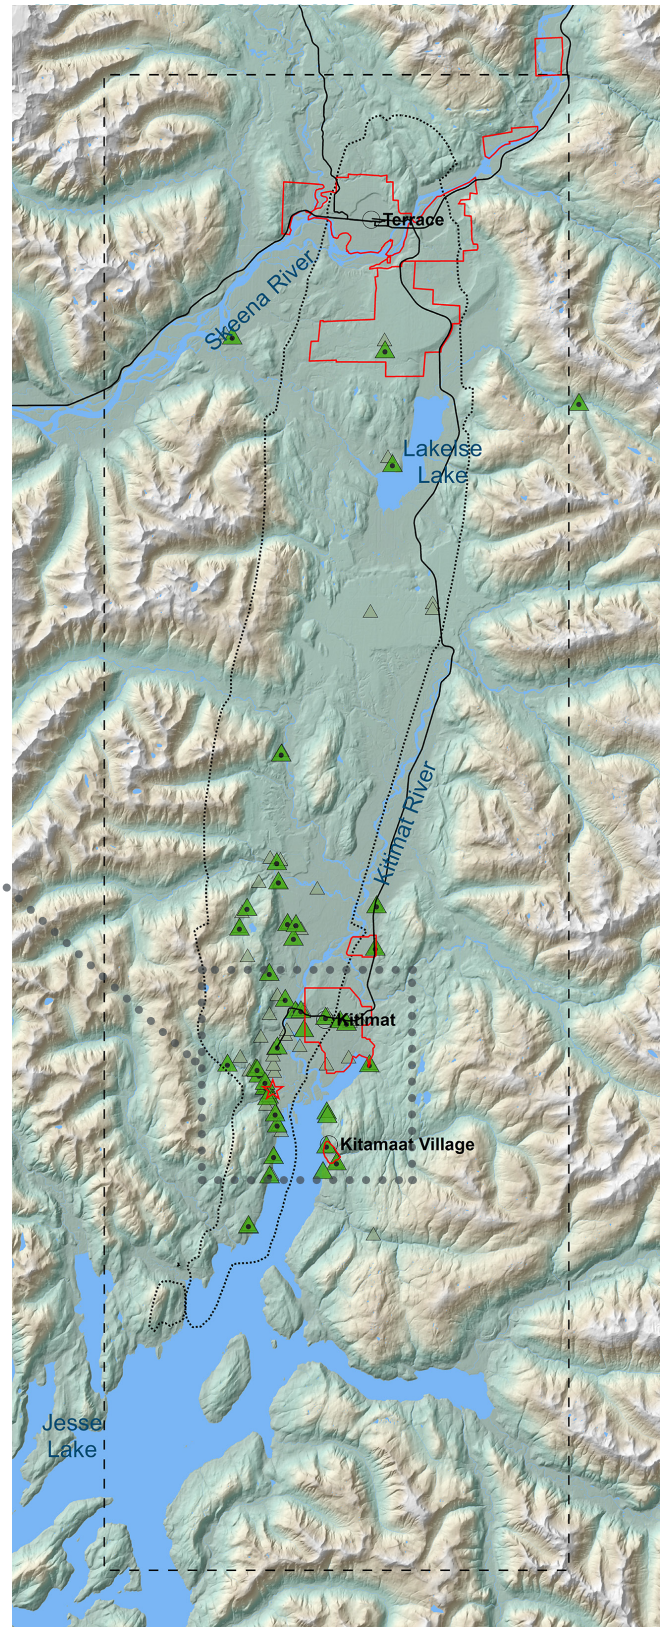 Terrace
Skeena River
Lakelse
Lake
Kitimat River
Kitimat
Kitamaat Village
Jesse
Lake